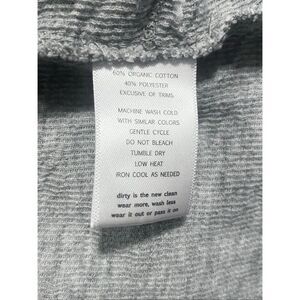 60% ORGANIC COTTON
40% POLYESTER
EXCLUSIVE OF TRIMS
MACHINE WASH COLD
WITH SIMILAR COLORS
GENTLE CYCLE
DO NOT BLEACH
TUMBLE DRY
LOW HEAT
IRON COOL AS NEEDED
dirty is the new clean
wear more, wash less
wear it out or pass it on